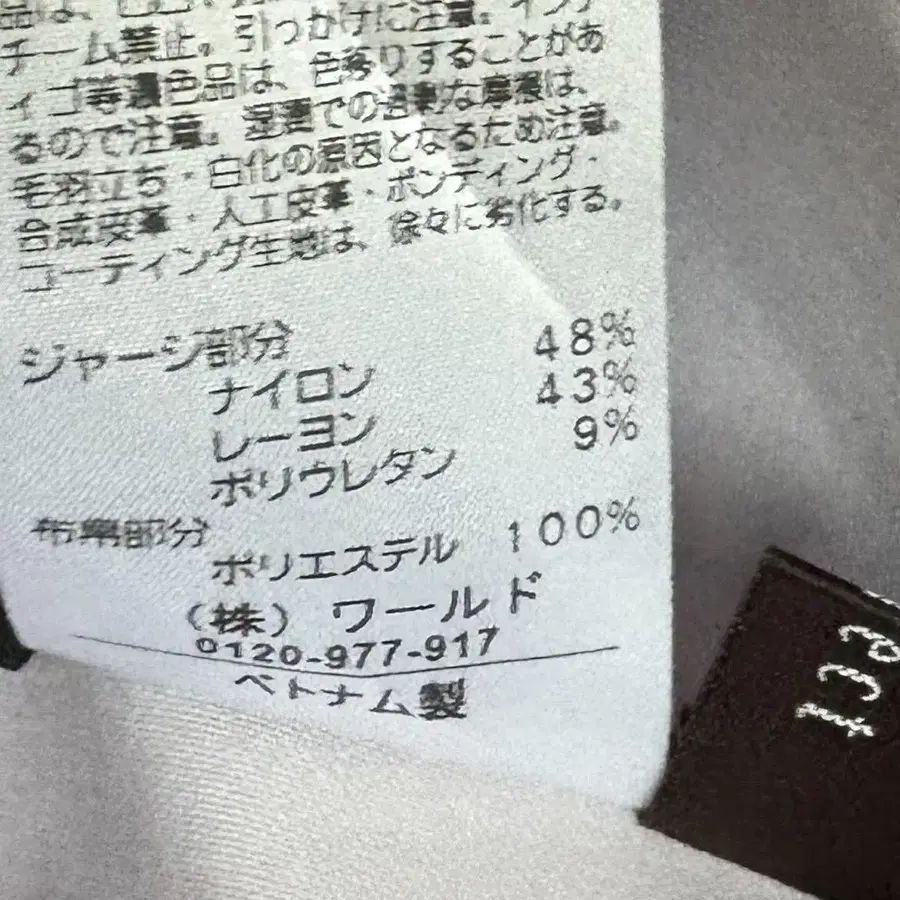 チーム禁止。引っかけに注意。イン
ィゴ等濃色品は、色移りすることがあ
るので注意。湿潤での過剰な摩擦は、
毛羽立ち・白化の原因となるため注意。
合成皮革・人工皮革・ボンディング・
コーティング生地は、徐々に劣化する。
ジャージ部分
ナイロン 48%
レーヨン 43%
ポリウレタン 9%
布帛部分
ポリエステル 100%
(株) ワールド
0120-977-917
ベトナム製